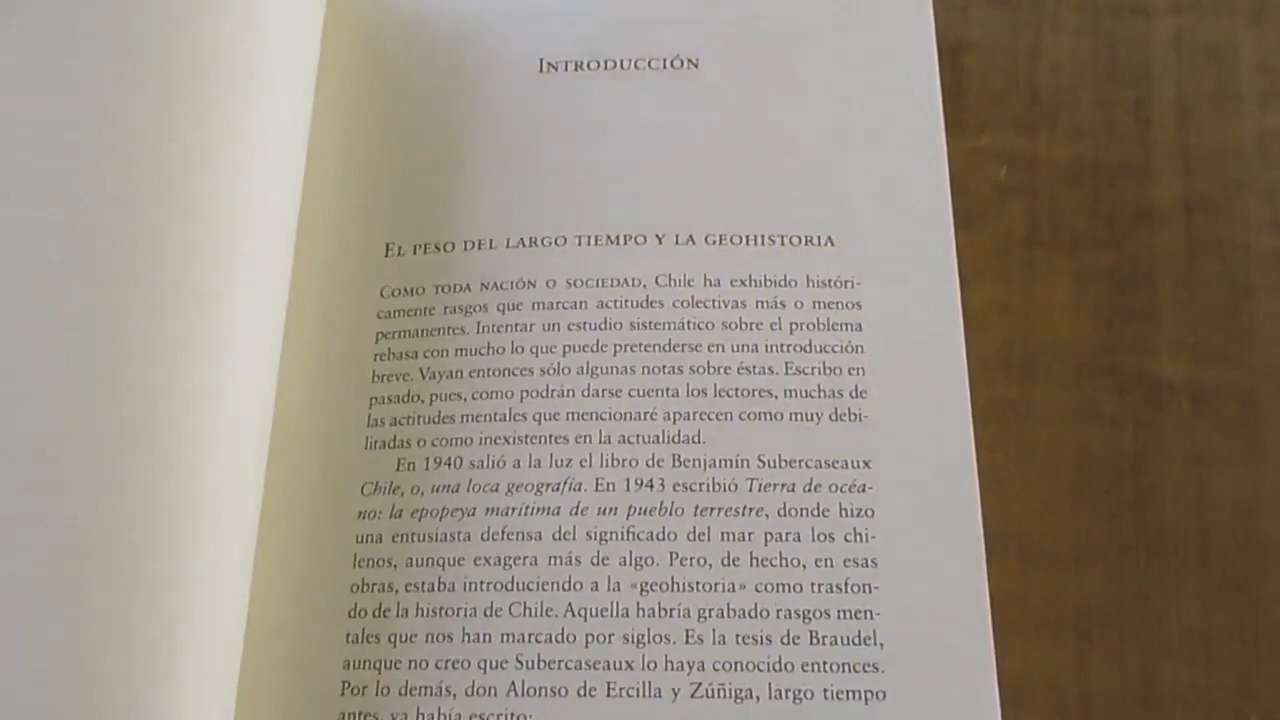 INTRODUCCIÓN
EL PESO DEL LARGO TIEMPO Y LA GEOHISTORIA
COMO TODA NACIÓN O SOCIEDAD, Chile ha exhibido históri-
camente rasgos que marcan actitudes colectivas más o menos
permanentes. Intentar un estudio sistemático sobre el problema
rebasa con mucho lo que puede pretenderse en una introducción
breve. Vayan entonces sólo algunas notas sobre éstas. Escribo en
pasado, pues, como podrán darse cuenta los lectores, muchas de
las actitudes mentales que mencionaré aparecen como muy debi-
litadas o como inexistentes en la actualidad.
En 1940 salió a la luz el libro de Benjamín Subercaseaux
Chile, o, una loca geografía. En 1943 escribió Tierra de océa-
no: la epopeya marítima de un pueblo terrestre, donde hizo
una entusiasta defensa del significado del mar para los chi-
lenos, aunque exagera más de algo. Pero, de hecho, en esas
obras, estaba introduciendo a la «geohistoria» como trasfon-
do de la historia de Chile. Aquella habría grabado rasgos men-
tales que nos han marcado por siglos. Es la tesis de Braudel,
aunque no creo que Subercaseaux lo haya conocido entonces.
Por lo demás, don Alonso de Ercilla y Zúñiga, largo tiempo
antes, ya había escrito: